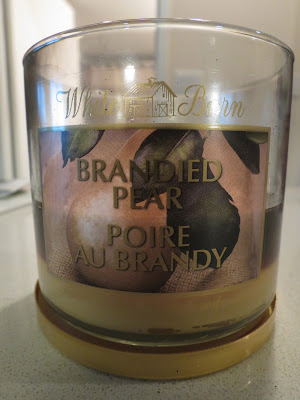 White Barn
BRANDIED
PEAR
POIRE
AU BRANDY